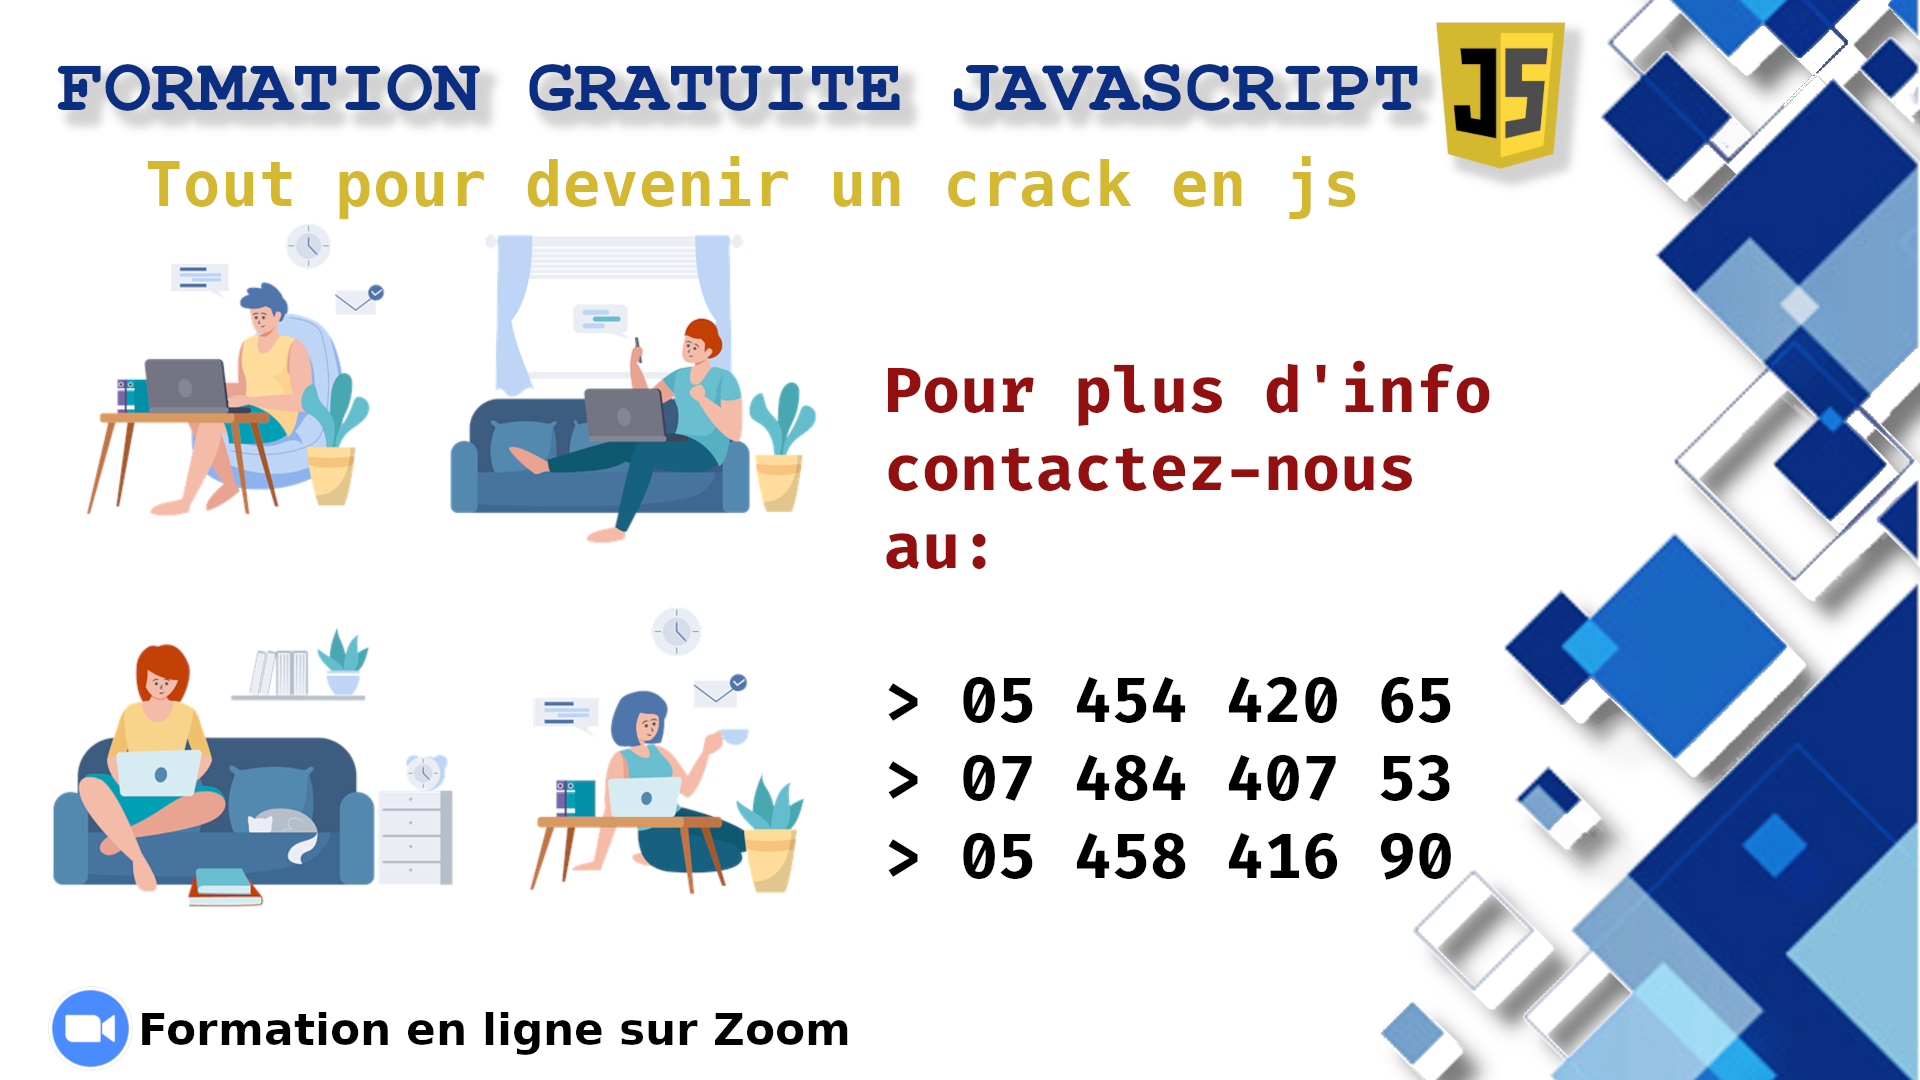 FORMATION GRATUITE JAVASCRIPT
JS
Tout pour devenir un crack en js
Pour plus d'info
contactez-nous
au:
> 05 454 420 65
> 07 484 407 53
> 05 458 416 90
Formation en ligne sur Zoom